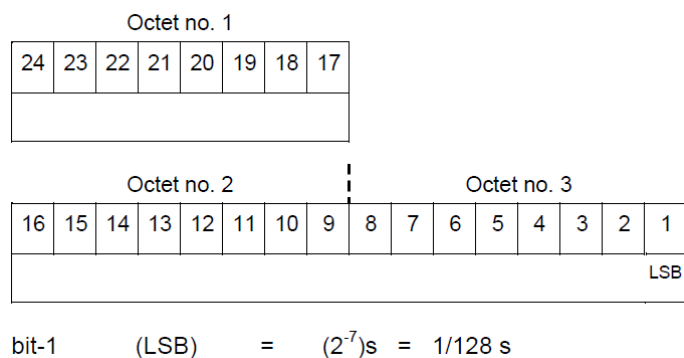 Octet no. 1
24 23 22 21 20 19 18 17
Octet no. 2 Octet no. 3
16 15 14 13 12 11 10 9 8 7 6 5 4 3 2 1
LSB
bit-1 (LSB) = (2⁻⁷)s = 1/128 s